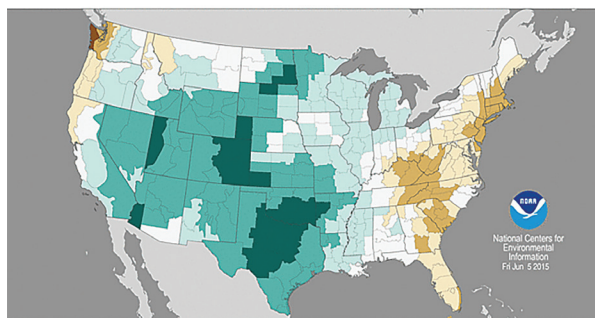 NOAA
National Centers for
Environmental
Information
Fri Jun 5 2015